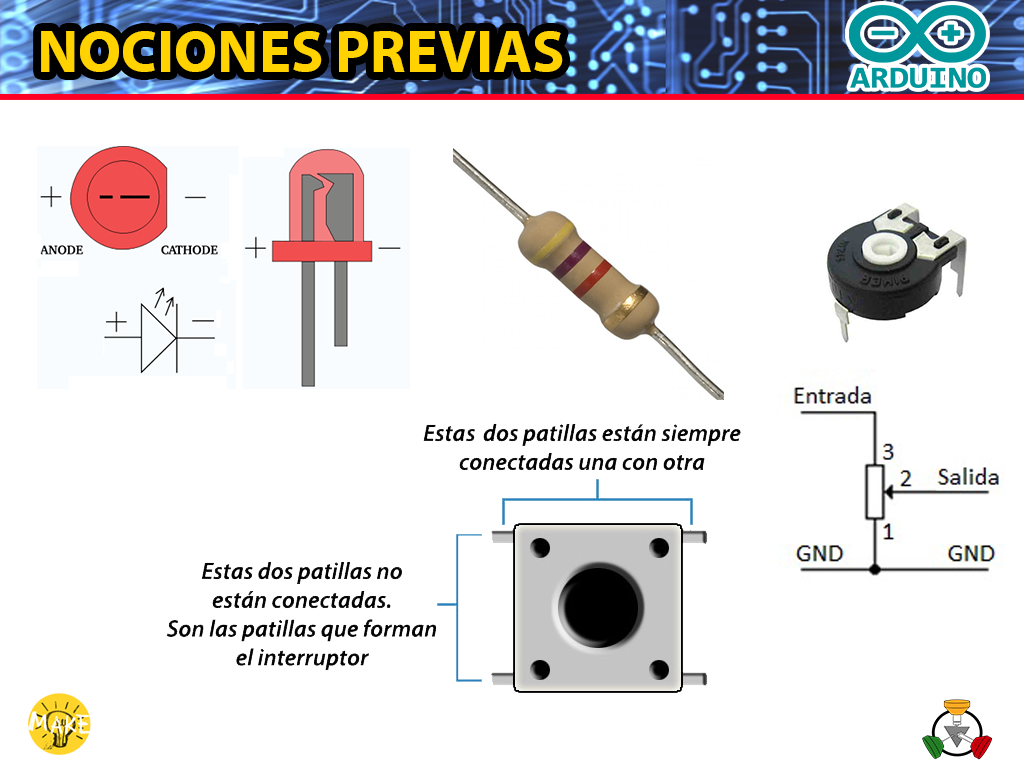 NOCIONES PREVIAS
ARDUINO
+
−
ANODE
CATHODE
+
−
+
−
Entrada
3
2
Salida
1
GND
GND
Estas dos patillas están siempre
conectadas una con otra
Estas dos patillas no
están conectadas.
Son las patillas que forman
el interruptor
MAKE